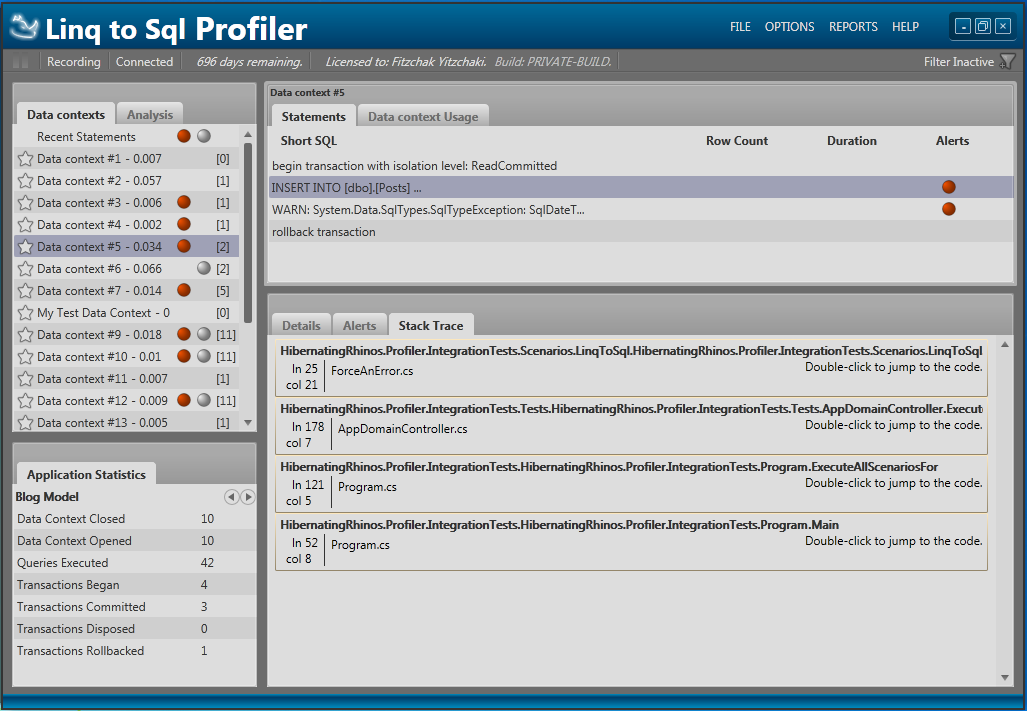 Linq to Sql Profiler
FILE OPTIONS REPORTS HELP
Recording Connected 696 days remaining. Licensed to: Fitzchak Yitzchaki. Build: PRIVATE-BUILD. Filter Inactive
Data contexts Analysis
Recent Statements
Data context #1 - 0.007 [0]
Data context #2 - 0.057 [1]
Data context #3 - 0.006 [1]
Data context #4 - 0.002 [1]
Data context #5 - 0.034 [2]
Data context #6 - 0.066 [2]
Data context #7 - 0.014 [5]
My Test Data Context - 0 [0]
Data context #9 - 0.018 [11]
Data context #10 - 0.01 [11]
Data context #11 - 0.007 [1]
Data context #12 - 0.009 [11]
Data context #13 - 0.005 [1]
Application Statistics
Blog Model
Data Context Closed 10
Data Context Opened 10
Queries Executed 42
Transactions Began 4
Transactions Committed 3
Transactions Disposed 0
Transactions Rollbacked 1
Data context #5
Statements Data context Usage
Short SQL Row Count Duration Alerts
begin transaction with isolation level: ReadCommitted
INSERT INTO [dbo].[Posts] ...
WARN: System.Data.SqlTypes.SqlTypeException: SqlDateT...
rollback transaction
Details Alerts Stack Trace
HibernatingRhinos.Profiler.IntegrationTests.Scenarios.LinqToSql.HibernatingRhinos.Profiler.IntegrationTests.Scenarios.LinqToSql
ln 25 ForceAnError.cs Double-click to jump to the code.
col 21
HibernatingRhinos.Profiler.IntegrationTests.Tests.HibernatingRhinos.Profiler.IntegrationTests.Tests.AppDomainController.Execut
ln 178 AppDomainController.cs Double-click to jump to the code.
col 7
HibernatingRhinos.Profiler.IntegrationTests.HibernatingRhinos.Profiler.IntegrationTests.Program.ExecuteAllScenariosFor
ln 121 Program.cs Double-click to jump to the code.
col 5
HibernatingRhinos.Profiler.IntegrationTests.HibernatingRhinos.Profiler.IntegrationTests.Program.Main
ln 52 Program.cs Double-click to jump to the code.
col 8